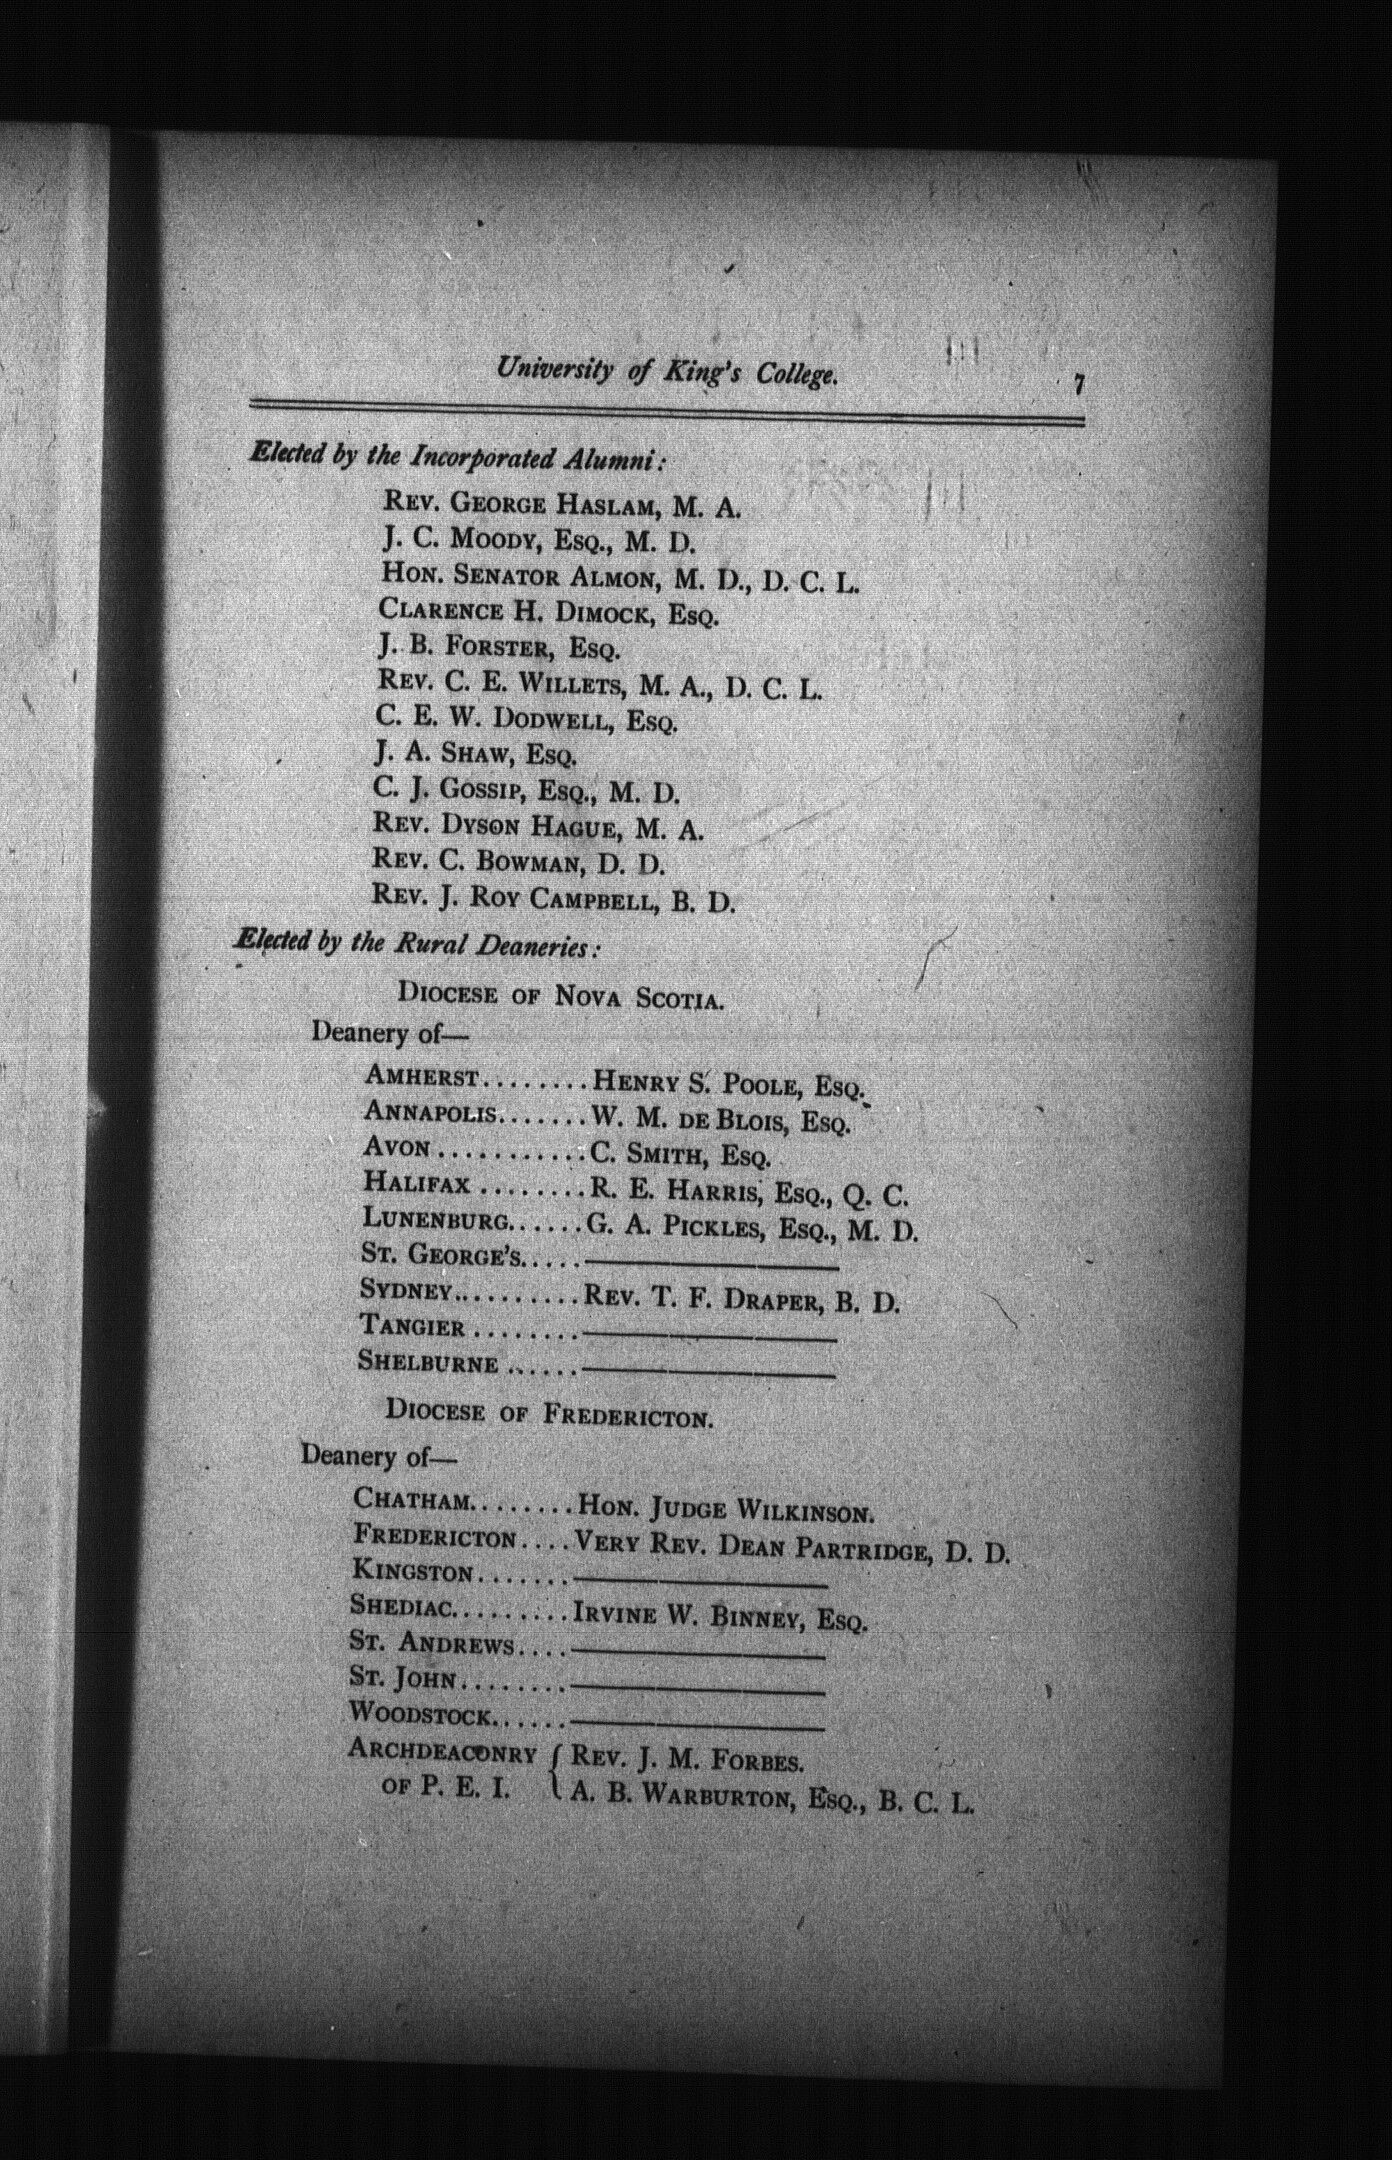 University of King's College. 7
Elected by the Incorporated Alumni:
REV. GEORGE HASLAM, M. A.
J. C. MOODY, ESQ., M. D.
HON. SENATOR ALMON, M. D., D. C. L.
CLARENCE H. DIMOCK, ESQ.
J. B. FORSTER, ESQ.
REV. C. E. WILLETS, M. A., D. C. L.
C. E. W. DODWELL, ESQ.
J. A. SHAW, ESQ.
C. J. GOSSIP, ESQ., M. D.
REV. DYSON HAGUE, M. A.
REV. C. BOWMAN, D. D.
REV. J. ROY CAMPBELL, B. D.
Elected by the Rural Deaneries:
DIOCESE OF NOVA SCOTIA.
Deanery of—
AMHERST........HENRY S. POOLE, ESQ.
ANNAPOLIS.......W. M. DE BLOIS, ESQ.
AVON...........C. SMITH, ESQ.
HALIFAX ........R. E. HARRIS, ESQ., Q. C.
LUNENBURG......G. A. PICKLES, ESQ., M. D.
ST. GEORGE'S.....—————
SYDNEY..........REV. T. F. DRAPER, B. D.
TANGIER ........—————
SHELBURNE ......—————
DIOCESE OF FREDERICTON.
Deanery of—
CHATHAM........HON. JUDGE WILKINSON.
FREDERICTON....VERY REV. DEAN PARTRIDGE, D. D.
KINGSTON.......—————
SHEDIAC.........IRVINE W. BINNEY, ESQ.
ST. ANDREWS....—————
ST. JOHN........—————
WOODSTOCK......—————
ARCHDEACONRY { REV. J. M. FORBES.
OF P. E. I. A. B. WARBURTON, ESQ., B. C. L.